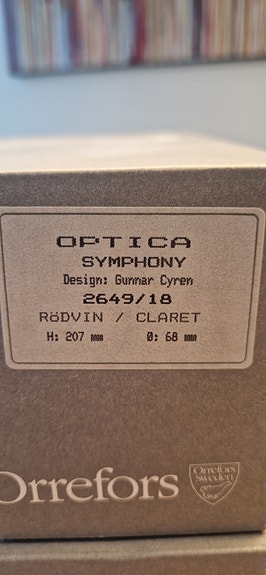 OPTICA
SYMPHONY
Design: Gunnar Cyren
2649/18
RöDVIN / CLARET
H: 207 mm Ø: 68 mm
Orrefors
Orrefors
Sweden